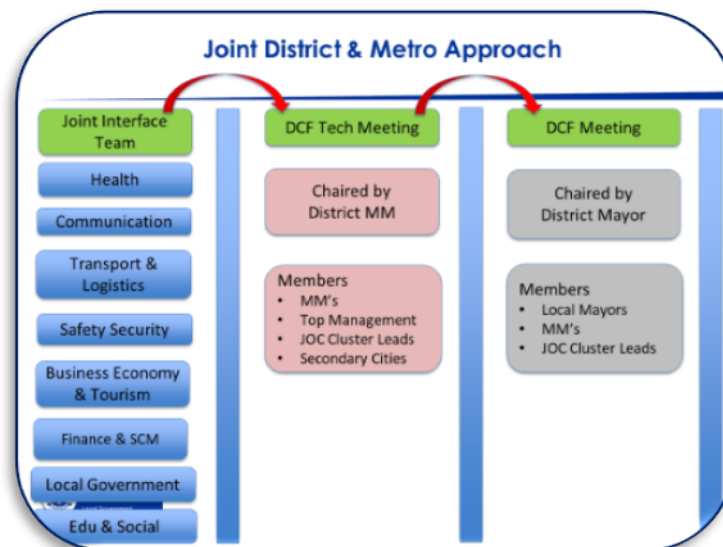 Joint District & Metro Approach
Joint Interface
Team
Health
Communication
Transport &
Logistics
Safety Security
Business Economy
& Tourism
Finance & SCM
Local Government
Edu & Social
DCF Tech Meeting
Chaired by
District MM
Members
• MM's
• Top Management
• JOC Cluster Leads
• Secondary Cities
DCF Meeting
Chaired by
District Mayor
Members
• Local Mayors
• MM's
• JOC Cluster Leads